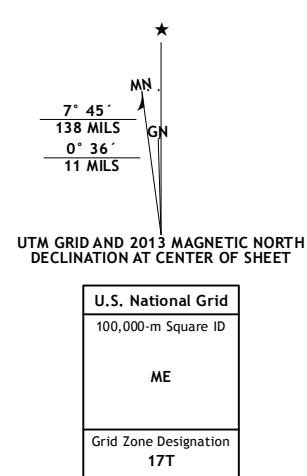 ★
MN
7° 45´
138 MILS
GN
0° 36´
11 MILS
UTM GRID AND 2013 MAGNETIC NORTH
DECLINATION AT CENTER OF SHEET
U.S. National Grid
100,000-m Square ID
ME
Grid Zone Designation
17T